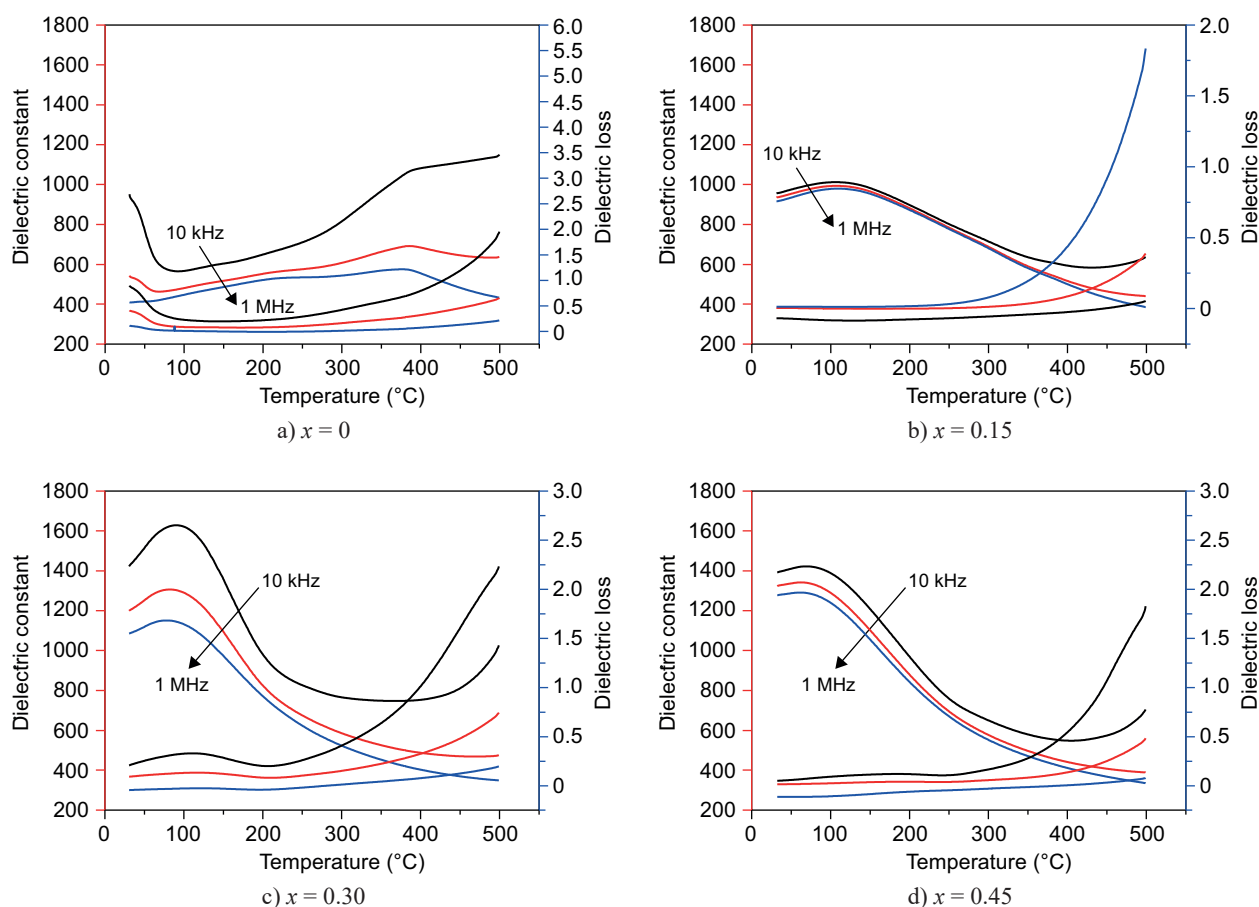 1800
1600
1400
1200
1000
800
600
400
200
Dielectric constant
6.0
5.5
5.0
4.5
4.0
3.5
3.0
2.5
2.0
1.5
1.0
0.5
0
Dielectric loss
10 kHz
1 MHz
0 100 200 300 400 500
Temperature (°C)
a) x = 0
1800
1600
1400
1200
1000
800
600
400
200
Dielectric constant
2.0
1.5
1.0
0.5
0
Dielectric loss
10 kHz
1 MHz
0 100 200 300 400 500
Temperature (°C)
b) x = 0.15
1800
1600
1400
1200
1000
800
600
400
200
Dielectric constant
3.0
2.5
2.0
1.5
1.0
0.5
0
Dielectric loss
10 kHz
1 MHz
0 100 200 300 400 500
Temperature (°C)
c) x = 0.30
1800
1600
1400
1200
1000
800
600
400
200
Dielectric constant
3.0
2.5
2.0
1.5
1.0
0.5
0
Dielectric loss
10 kHz
1 MHz
0 100 200 300 400 500
Temperature (°C)
d) x = 0.45